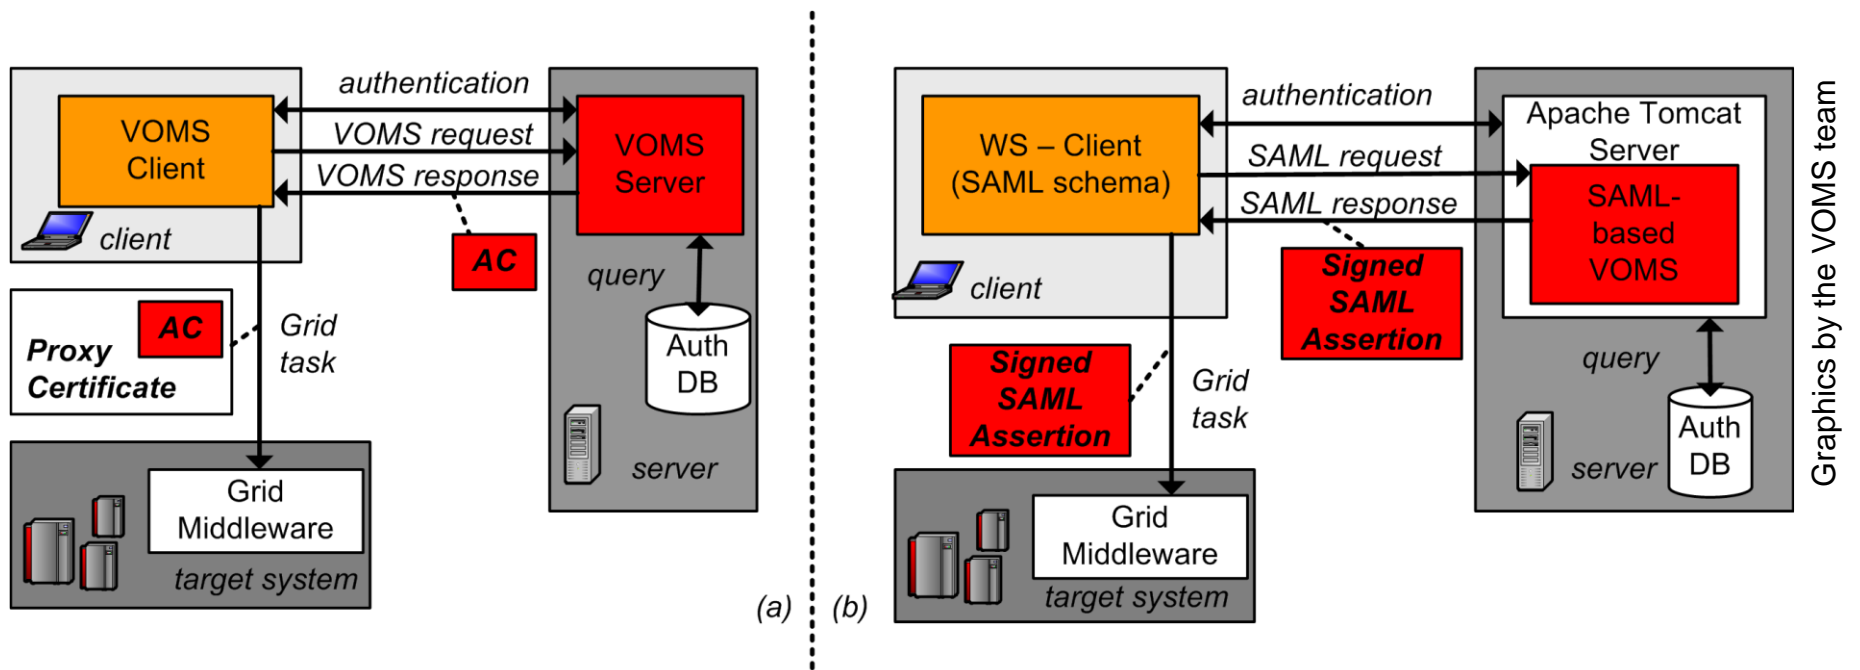 authentication
VOMS
Client
VOMS request
VOMS response
VOMS
Server
client
AC
query
AC
Proxy
Certificate
Grid
task
Auth
DB
server
Grid
Middleware
target system
(a)
(b)
authentication
WS – Client
(SAML schema)
SAML request
SAML response
Apache Tomcat
Server
SAML-
based
VOMS
client
Signed
SAML
Assertion
Signed
SAML
Assertion
Grid
task
query
Auth
DB
server
Grid
Middleware
target system
Graphics by the VOMS team